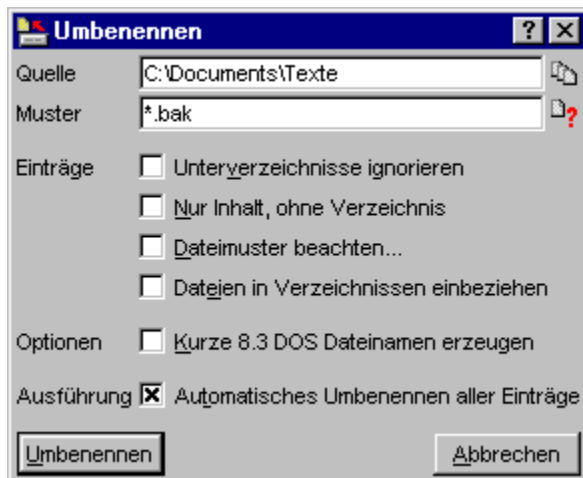 Umbenennen
Quelle C:\Documents\Texte
Muster *.bak
Einträge Unterverzeichnisse ignorieren
Nur Inhalt, ohne Verzeichnis
Dateimuster beachten...
Dateien in Verzeichnissen einbeziehen
Optionen Kurze 8.3 DOS Dateinamen erzeugen
Ausführung Automatisches Umbenennen aller Einträge
Umbenennen Abbrechen